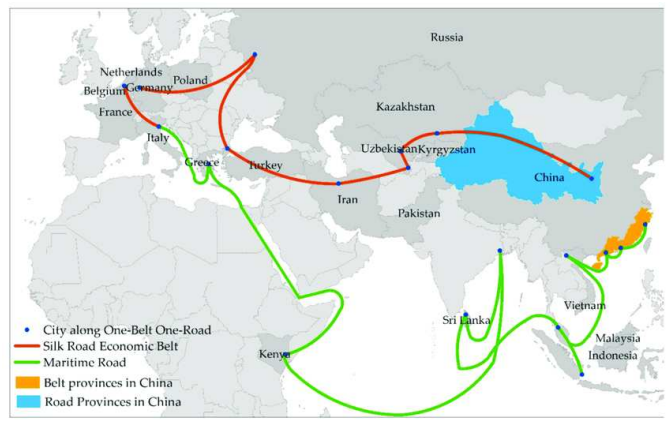 Russia
Netherlands
Poland
Belgium
Germany
France
Kazakhstan
Italy
Uzbekistan
Kyrgyzstan
Greece
Turkey
China
Iran
Pakistan
Vietnam
Sri Lanka
Malaysia
Kenya
Indonesia
City along One-Belt One-Road
Silk Road Economic Belt
Maritime Road
Belt provinces in China
Road Provinces in China